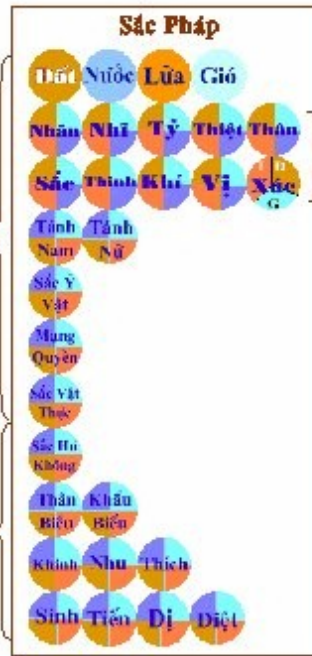 Sắc Pháp
Đất Nước Lửa Gió
Nhãn Nhĩ Tỷ Thiệt Thân
Sắc Thinh Khí Vị Xúc
G
Tánh Nam Tánh Nữ
Sắc Ý Vật
Mạng Quyền
Sắc Vật Thực
Sắc Hư Không
Thân Biểu Khẩu Biểu
Khinh Nhu Thích
Sinh Tiến Dị Diệt